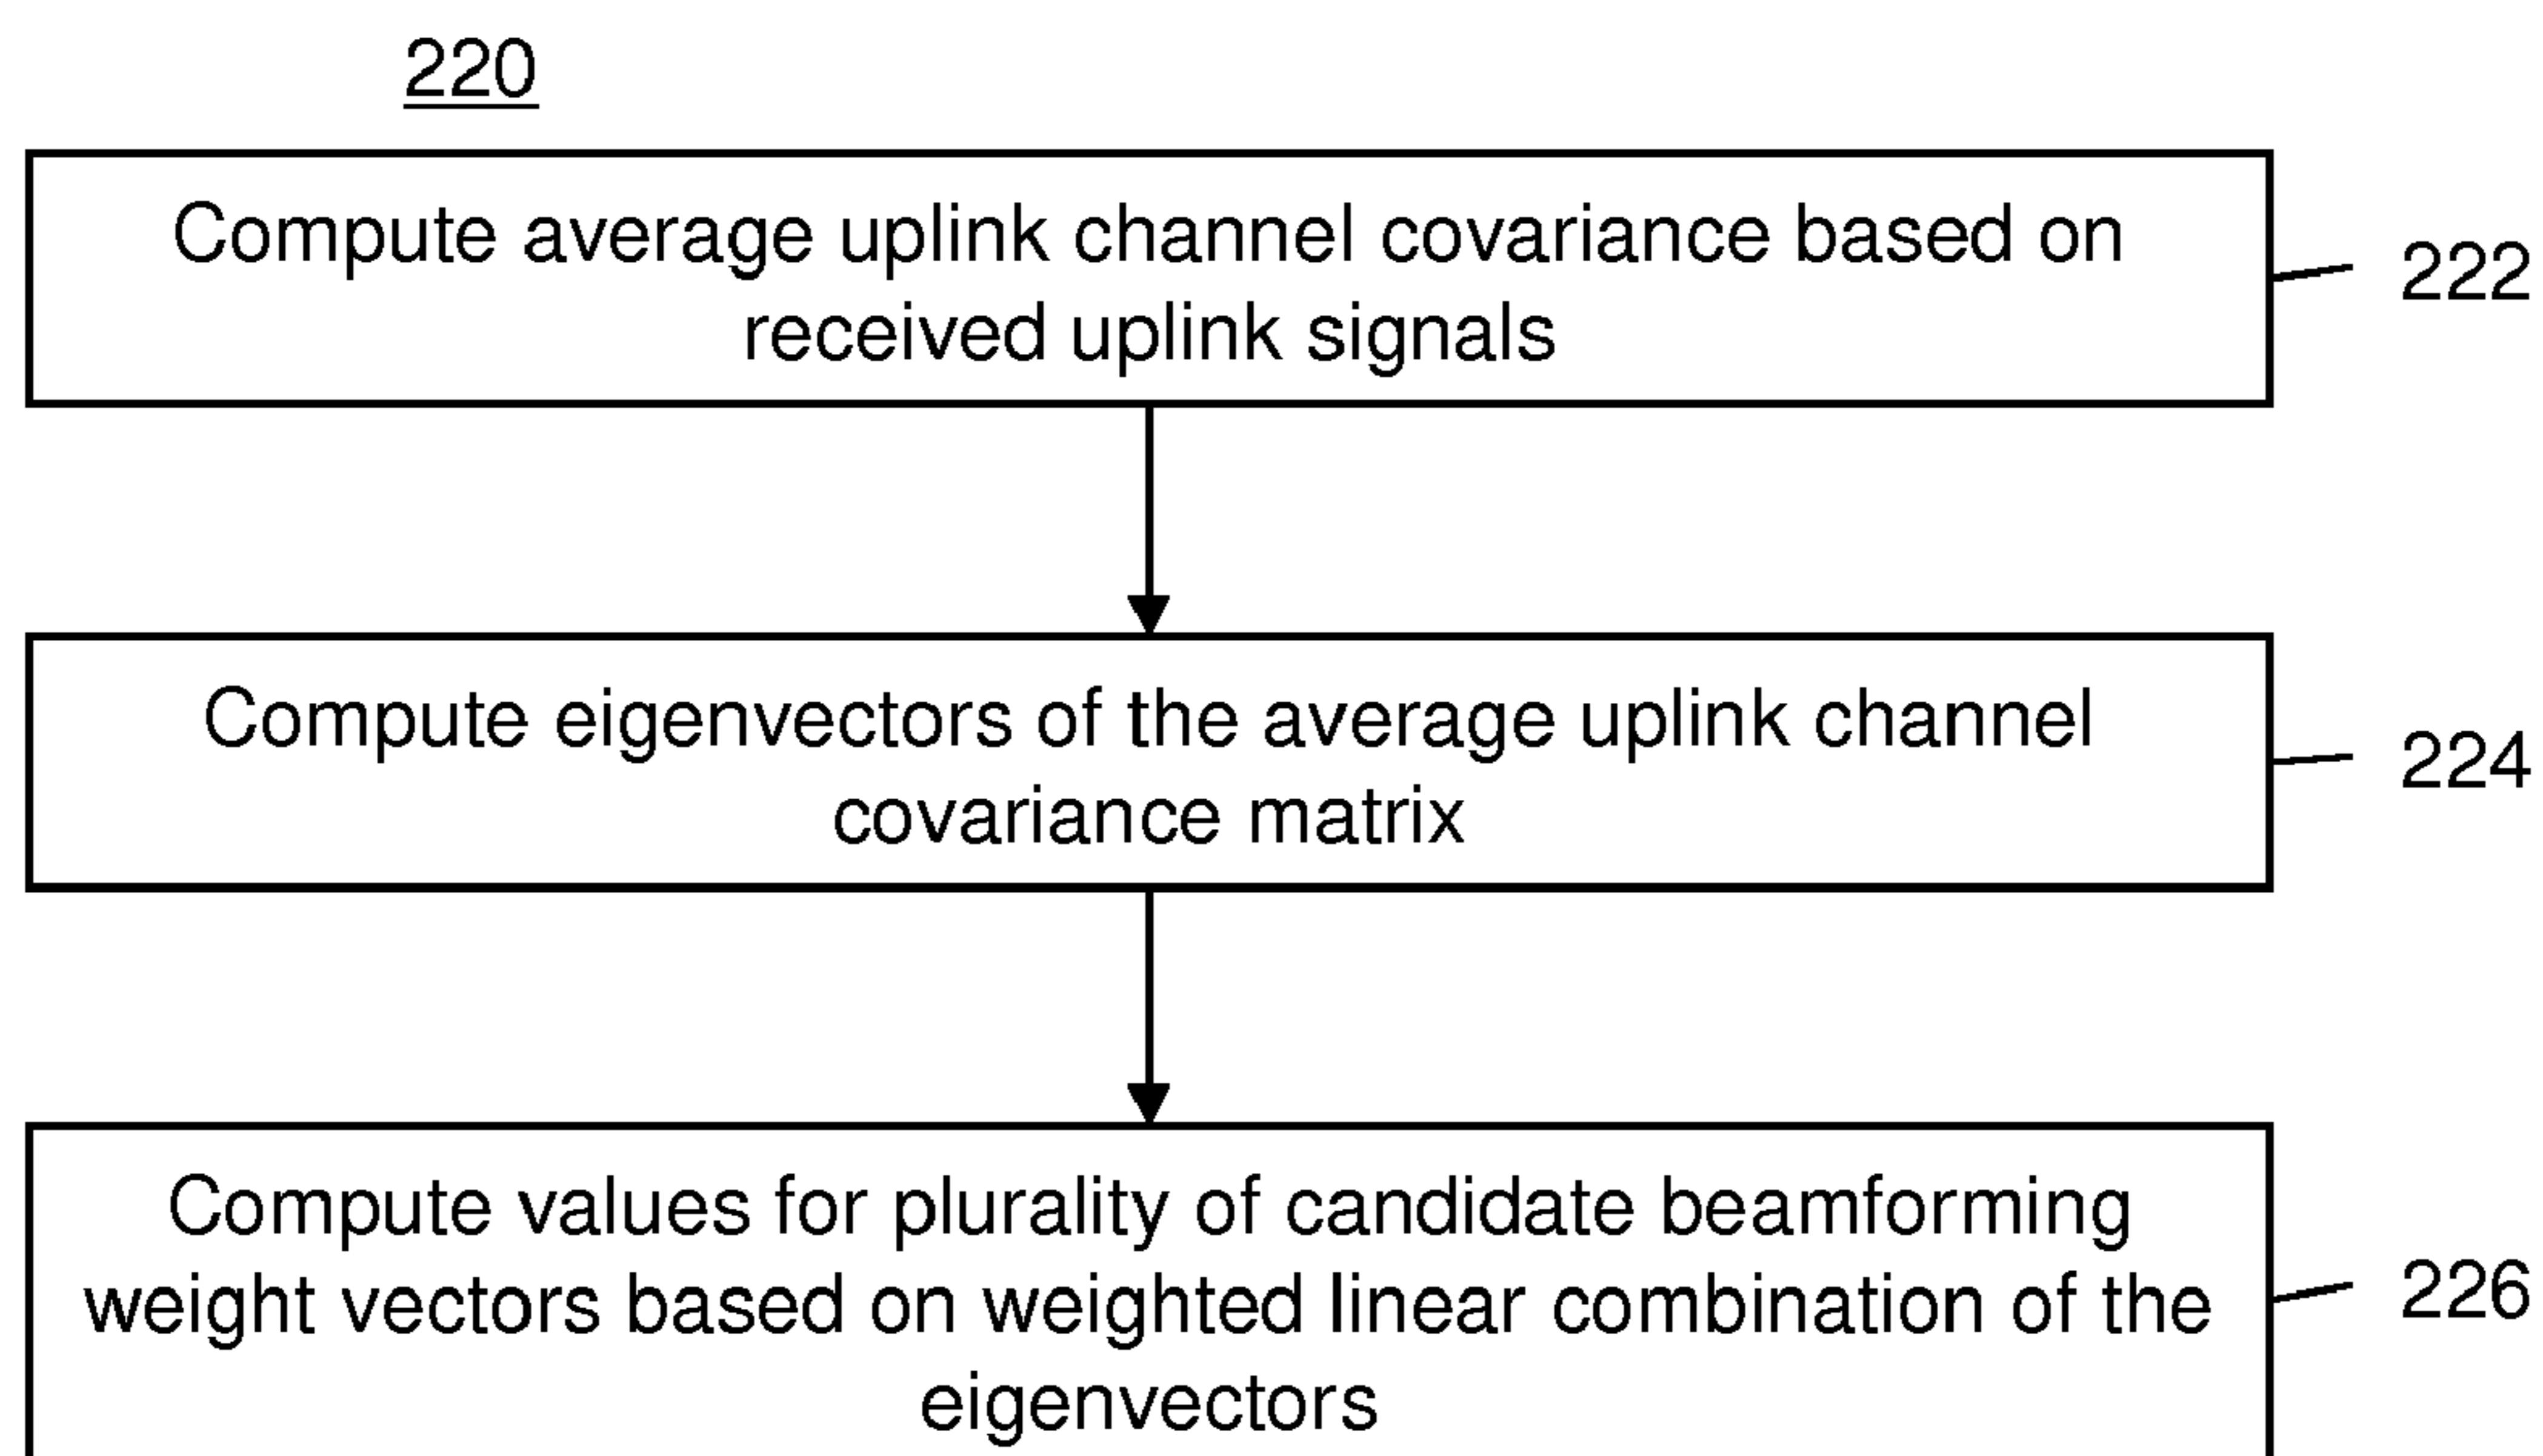 220
Compute average uplink channel covariance based on
received uplink signals
222
Compute eigenvectors of the average uplink channel
covariance matrix
224
Compute values for plurality of candidate beamforming
weight vectors based on weighted linear combination of the
eigenvectors
226